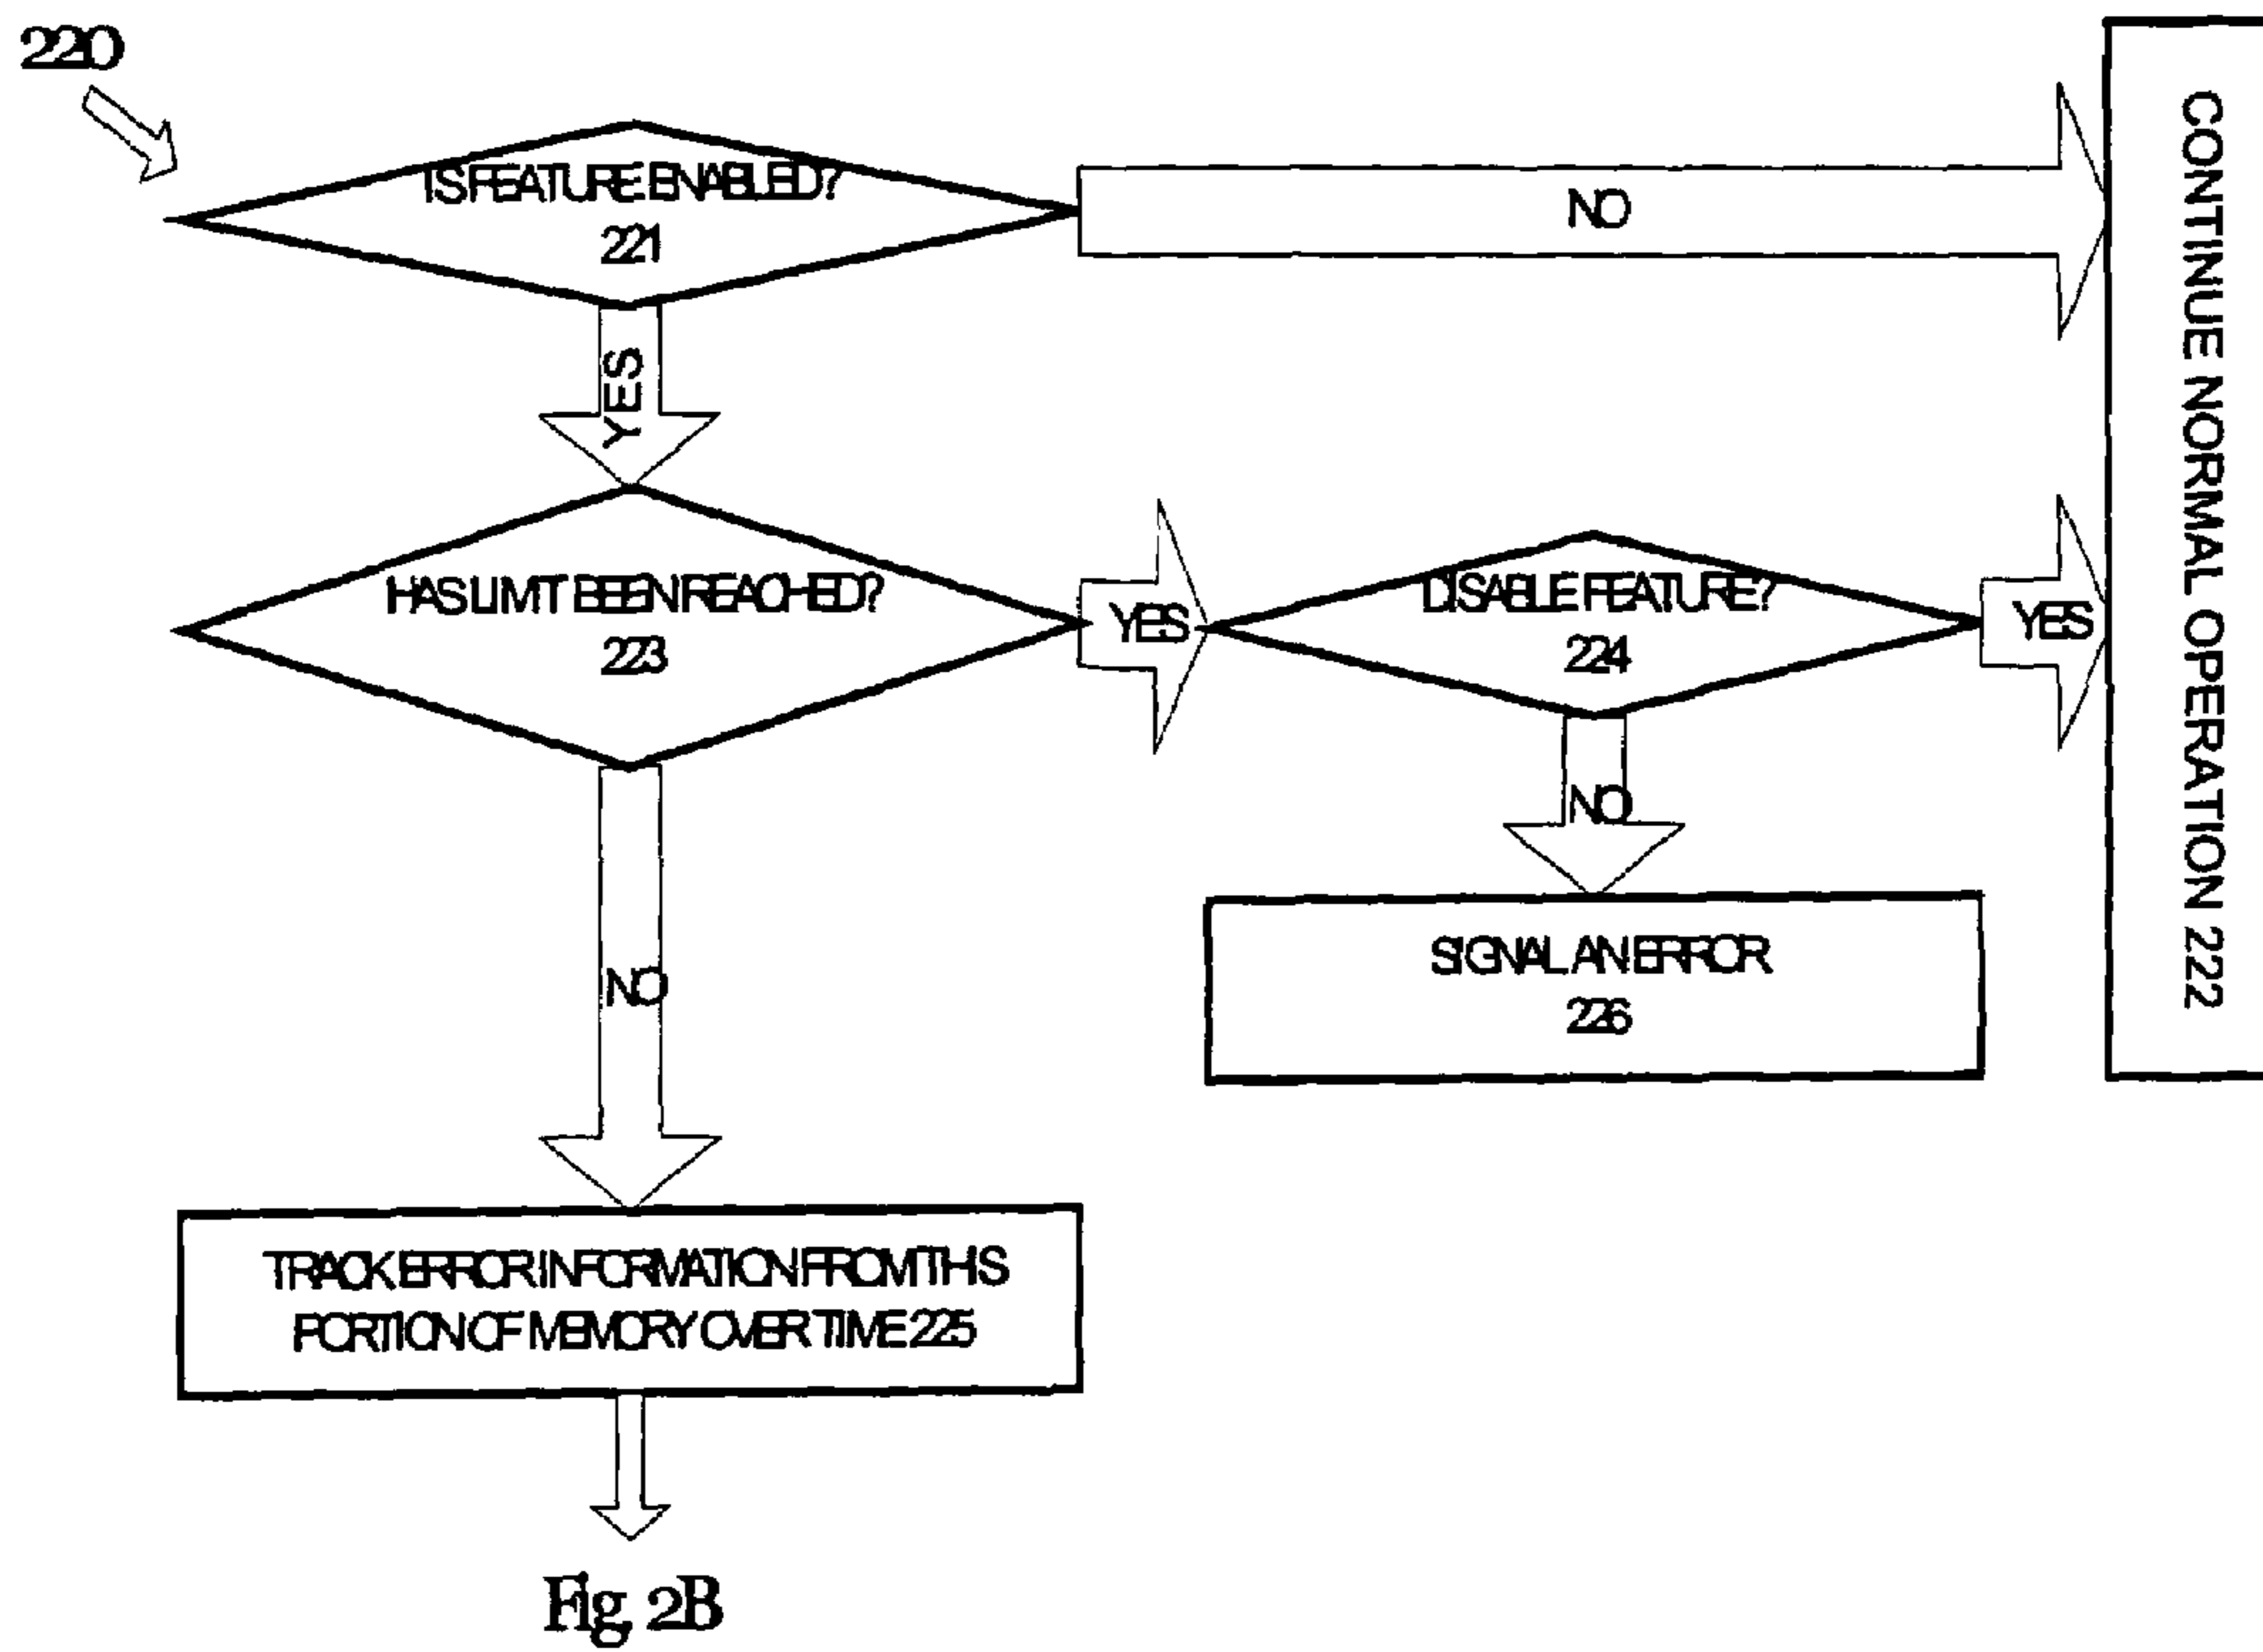 220
IS FEATURE ENABLED?
221
NO
YES
HAS LIMIT BEEN REACHED?
223
YES
DISABLE FEATURE?
224
YES
NO
SIGNAL AN ERROR
226
CONTINUE NORMAL OPERATION 222
NO
TRACK ERROR INFORMATION FROM THIS
PORTION OF MEMORY OVER TIME 225
Fig. 2B